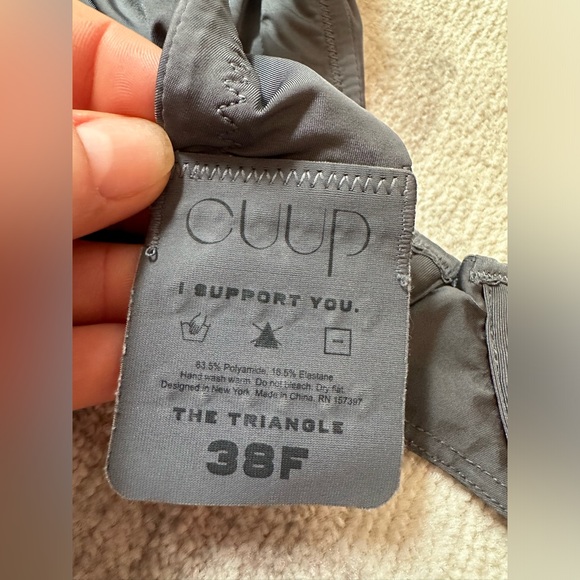 CUUP
I SUPPORT YOU.
83.5% Polyamide, 16.5% Elastane
Hand wash warm. Do not bleach. Dry flat.
Designed in New York. Made in China. RN 157397
THE TRIANGLE
38F